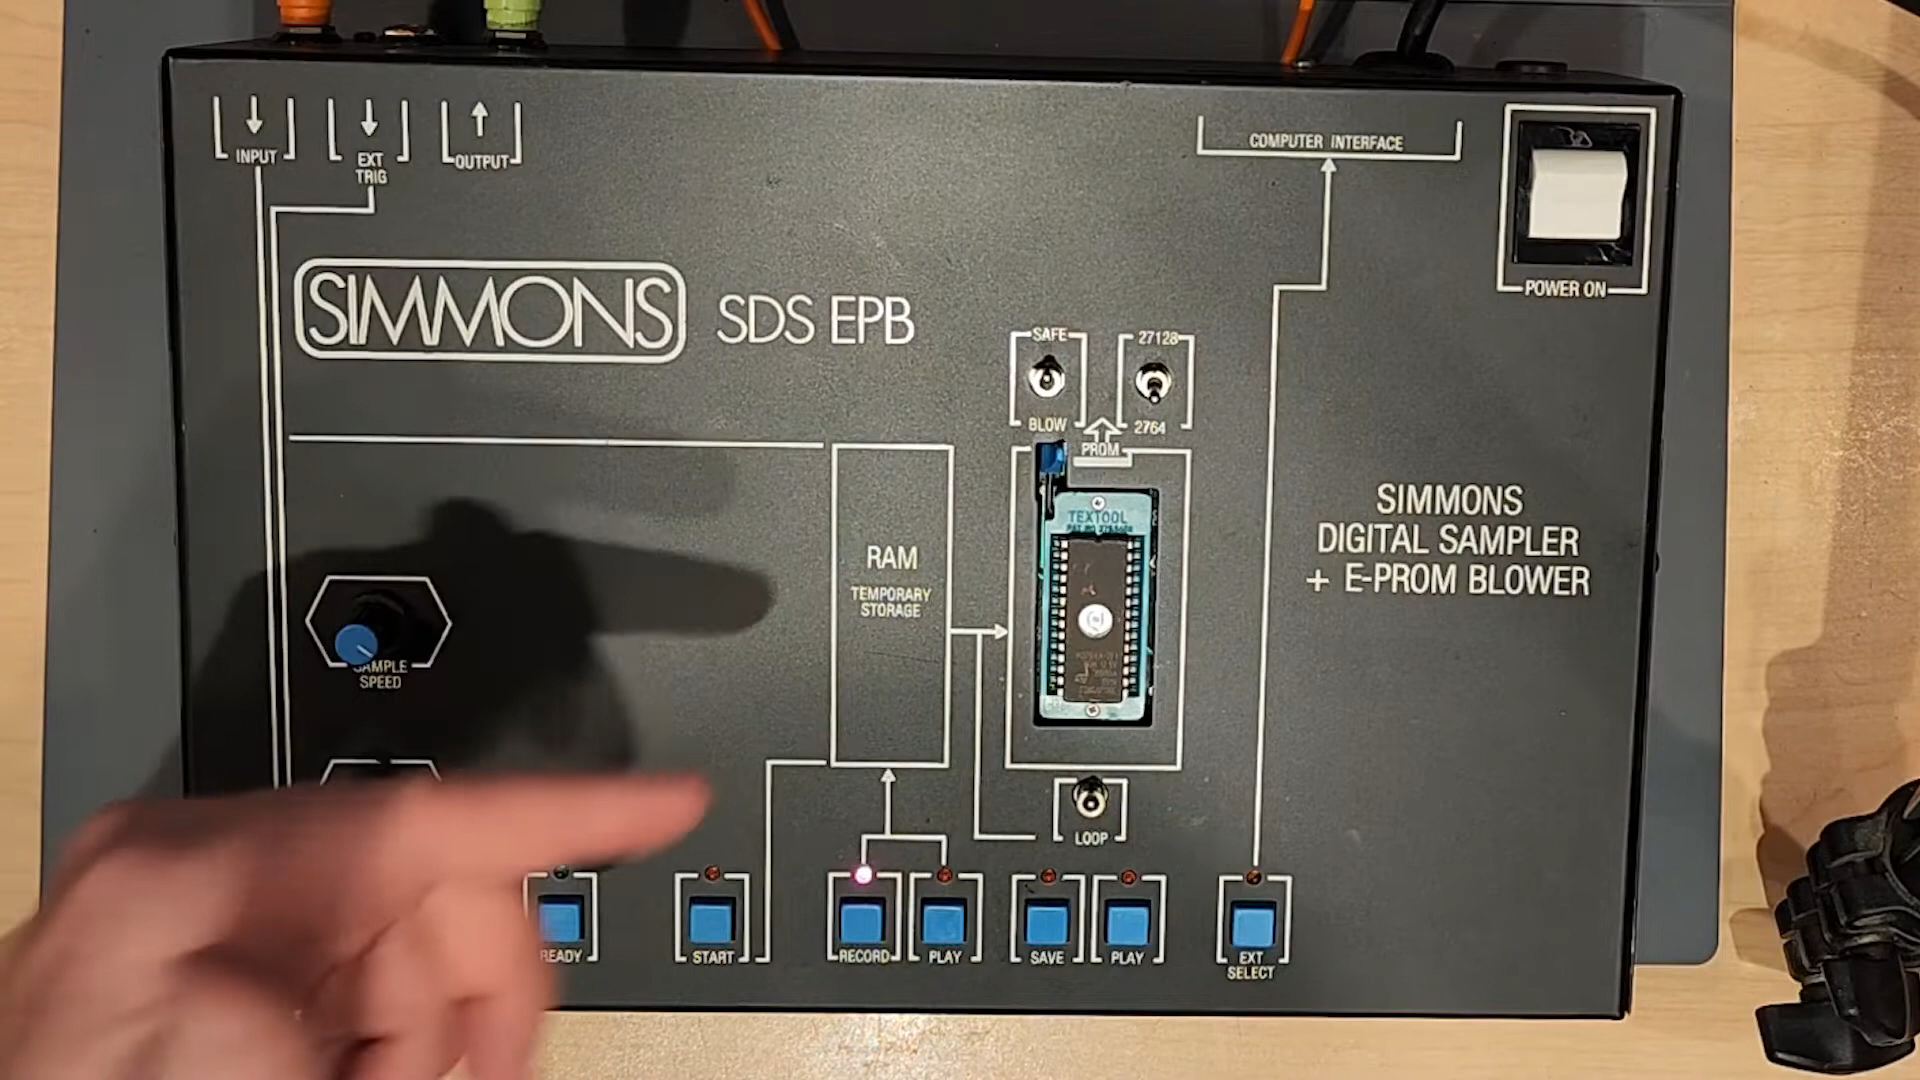 INPUT
EXT
TRIG
OUTPUT
COMPUTER INTERFACE
POWER ON
SIMMONS SDS EPB
SAFE
27128
BLOW
2764
PROM
TEXTOOL
SIMMONS
DIGITAL SAMPLER
+ E-PROM BLOWER
RAM
TEMPORARY
STORAGE
SAMPLE
SPEED
LOOP
READY
START
RECORD
PLAY
SAVE
PLAY
EXT
SELECT